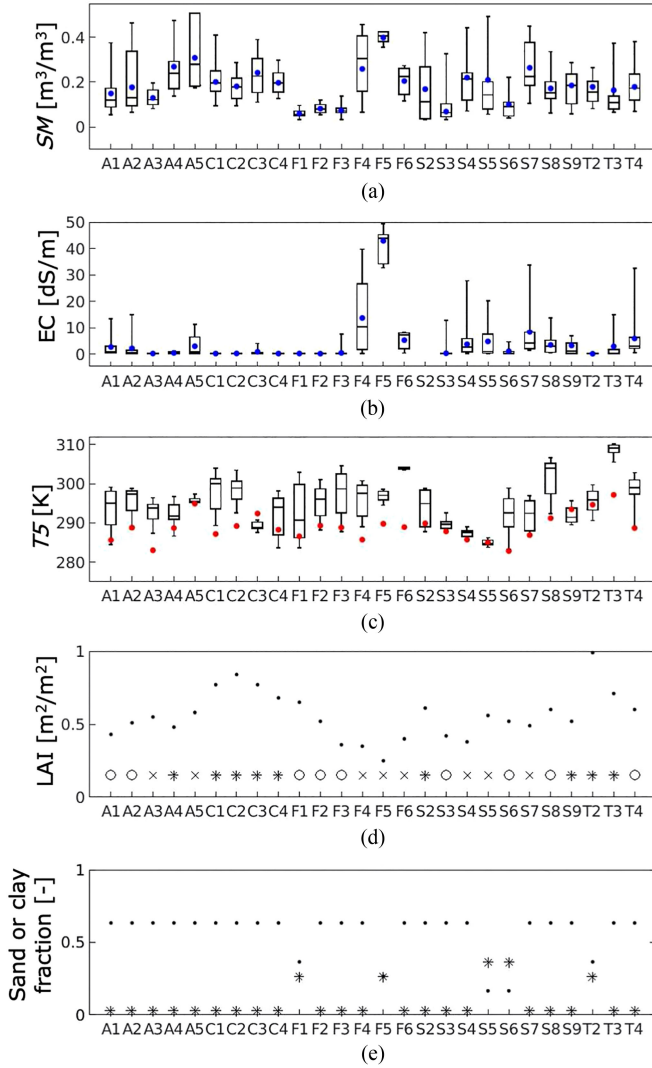 0.4
0.2
0
SM [m³/m³]
A1 A2 A3 A4 A5 C1 C2 C3 C4 F1 F2 F3 F4 F5 F6 S2 S3 S4 S5 S6 S7 S8 S9 T2 T3 T4
(a)
50
40
30
20
10
0
EC [dS/m]
A1 A2 A3 A4 A5 C1 C2 C3 C4 F1 F2 F3 F4 F5 F6 S2 S3 S4 S5 S6 S7 S8 S9 T2 T3 T4
(b)
310
300
290
280
T5 [K]
A1 A2 A3 A4 A5 C1 C2 C3 C4 F1 F2 F3 F4 F5 F6 S2 S3 S4 S5 S6 S7 S8 S9 T2 T3 T4
(c)
1
0.5
0
LAI [m²/m²]
A1 A2 A3 A4 A5 C1 C2 C3 C4 F1 F2 F3 F4 F5 F6 S2 S3 S4 S5 S6 S7 S8 S9 T2 T3 T4
(d)
1
0.5
0
Sand or clay
fraction [-]
A1 A2 A3 A4 A5 C1 C2 C3 C4 F1 F2 F3 F4 F5 F6 S2 S3 S4 S5 S6 S7 S8 S9 T2 T3 T4
(e)